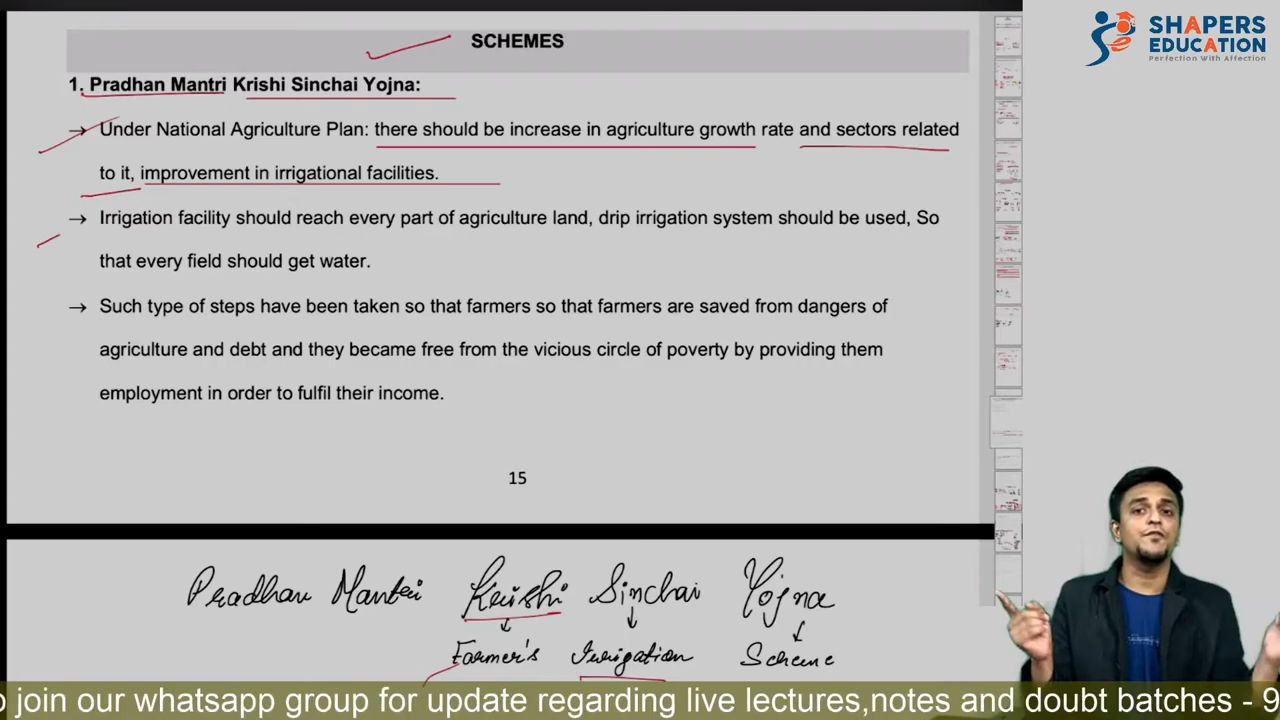 SHAPERS
EDUCATION
Perfection With Affection
SCHEMES
1. Pradhan Mantri Krishi Sinchai Yojna:
→ Under National Agriculture Plan: there should be increase in agriculture growth rate and sectors related
to it, improvement in irrigational facilities.
→ Irrigation facility should reach every part of agriculture land, drip irrigation system should be used, So
that every field should get water.
→ Such type of steps have been taken so that farmers so that farmers are saved from dangers of
agriculture and debt and they became free from the vicious circle of poverty by providing them
employment in order to fulfil their income.
15
Pradhan Mantri Krishi Sinchai Yojna
Farmer's Irrigation Scheme
o join our whatsapp group for update regarding live lectures,notes and doubt batches - 9